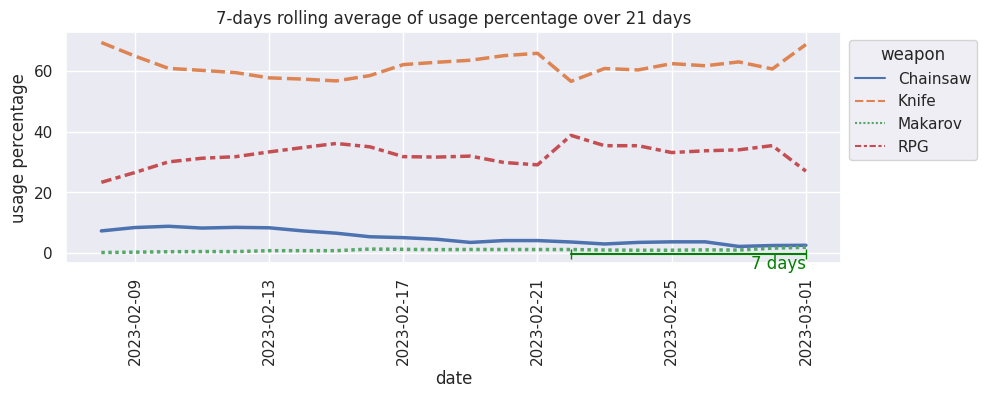 7-days rolling average of usage percentage over 21 days
usage percentage
60
40
20
0
weapon
Chainsaw
Knife
Makarov
RPG
7 days
2023-02-09
2023-02-13
2023-02-17
2023-02-21
2023-02-25
2023-03-01
date